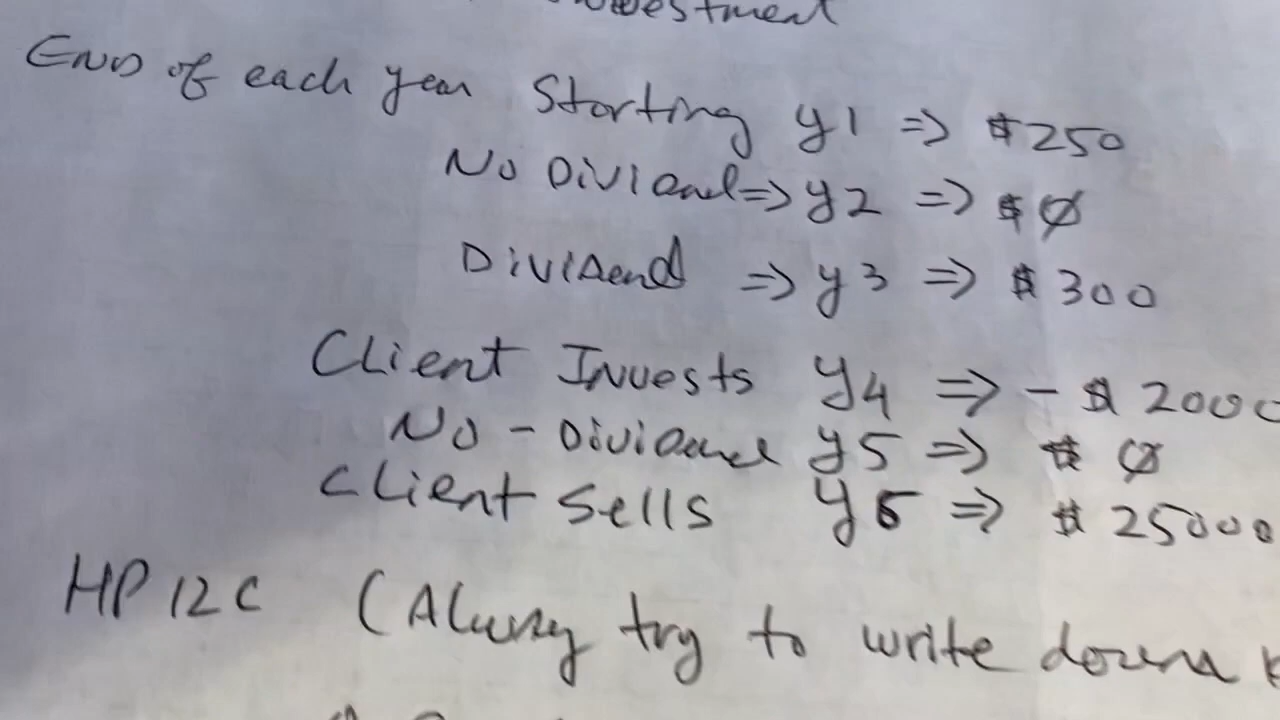 End of each year Starting y1 => $250
No Dividend => y2 => $ 0
Dividend => y3 => $ 300
Client Invests y4 => - $ 2000
No - Dividend y5 => $ 0
Client Sells y6 => $ 25000
HP 12C (Always try to write down